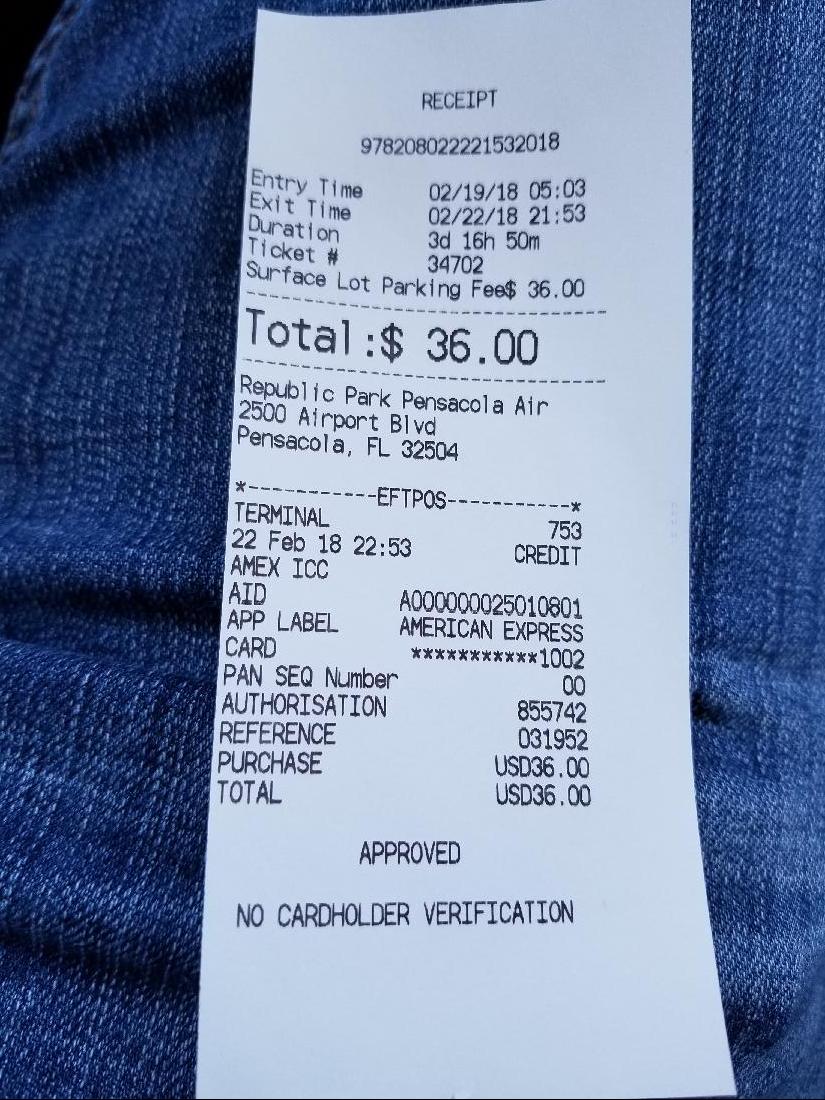 RECEIPT
978208022221532018
Entry Time 02/19/18 05:03
Exit Time 02/22/18 21:53
Duration 3d 16h 50m
Ticket # 34702
Surface Lot Parking Fee$ 36.00
Total:$ 36.00
Republic Park Pensacola Air
2500 Airport Blvd
Pensacola, FL 32504
*-----------EFTPOS-----------*
TERMINAL 753
22 Feb 18 22:53 CREDIT
AMEX ICC
AID A000000025010801
APP LABEL AMERICAN EXPRESS
CARD ***********1002
PAN SEQ Number 00
AUTHORISATION 855742
REFERENCE 031952
PURCHASE USD36.00
TOTAL USD36.00
APPROVED
NO CARDHOLDER VERIFICATION